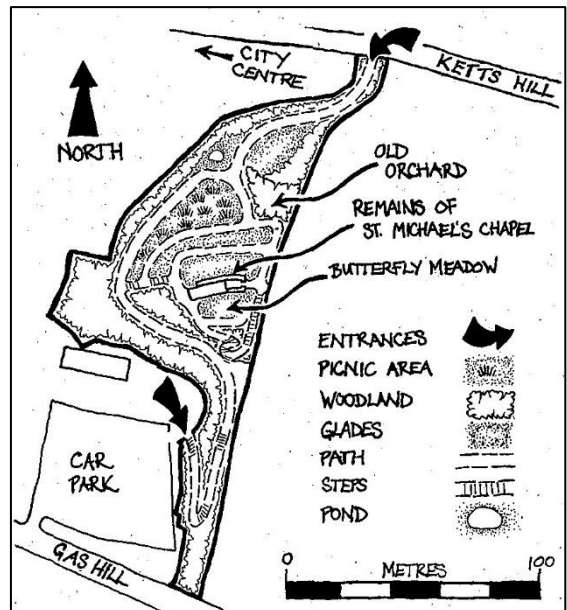 CITY
CENTRE
KETTS HILL
NORTH
OLD
ORCHARD
REMAINS OF
ST. MICHAEL'S CHAPEL
BUTTERFLY MEADOW
ENTRANCES
PICNIC AREA
WOODLAND
GLADES
PATH
STEPS
POND
CAR
PARK
GAS HILL
0
METRES
100